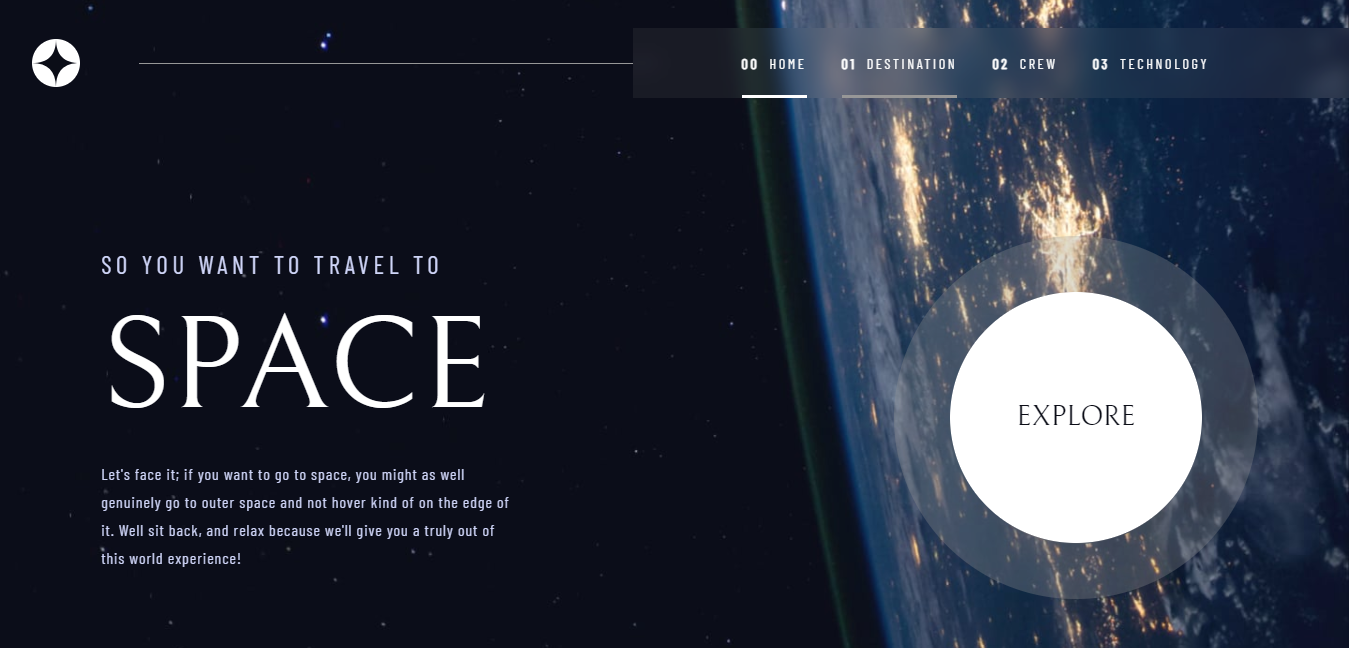 00 HOME 01 DESTINATION 02 CREW 03 TECHNOLOGY
SO YOU WANT TO TRAVEL TO
SPACE
EXPLORE
Let's face it; if you want to go to space, you might as well
genuinely go to outer space and not hover kind of on the edge of
it. Well sit back, and relax because we'll give you a truly out of
this world experience!